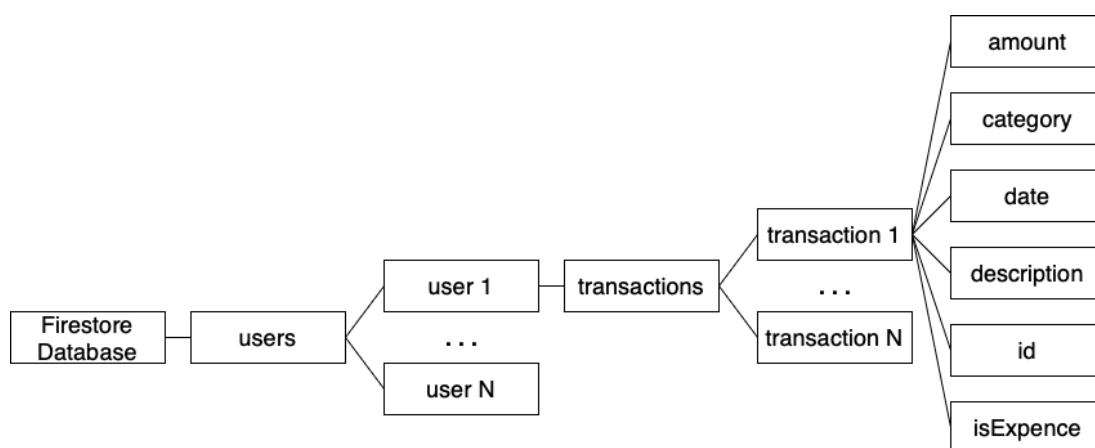 Firestore
Database
users
user 1
. . .
user N
transactions
transaction 1
. . .
transaction N
amount
category
date
description
id
isExpence